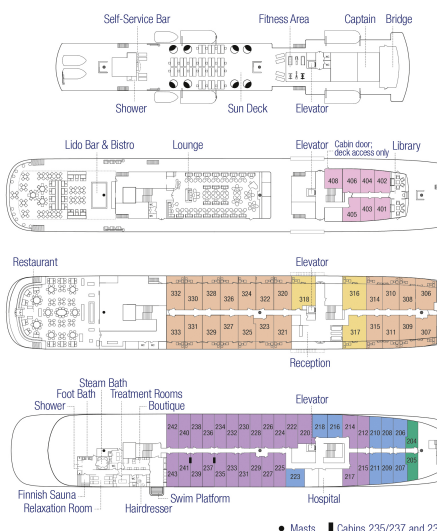 Self-Service Bar Fitness Area Captain Bridge
Shower Sun Deck Elevator
Lido Bar & Bistro Lounge Elevator Cabin door; Library
deck access only
408 406 404 402
405 403 401
Restaurant Elevator
332 330 328 326 324 322 320 318 316 314 310 308 306
333 331 329 327 325 323 321 317 315 311 309 307
Reception
Steam Bath
Foot Bath Treatment Rooms
Shower Boutique Elevator
242 240 238 236 234 232 230 228 226 224 222 220 218 216 214 212 210 208 206 204
243 241 239 237 235 233 231 229 227 225 223 217 215 211 209 207 205
Finnish Sauna Swim Platform Hospital
Relaxation Room Hairdresser
Masts Cabins 235/237 and 23